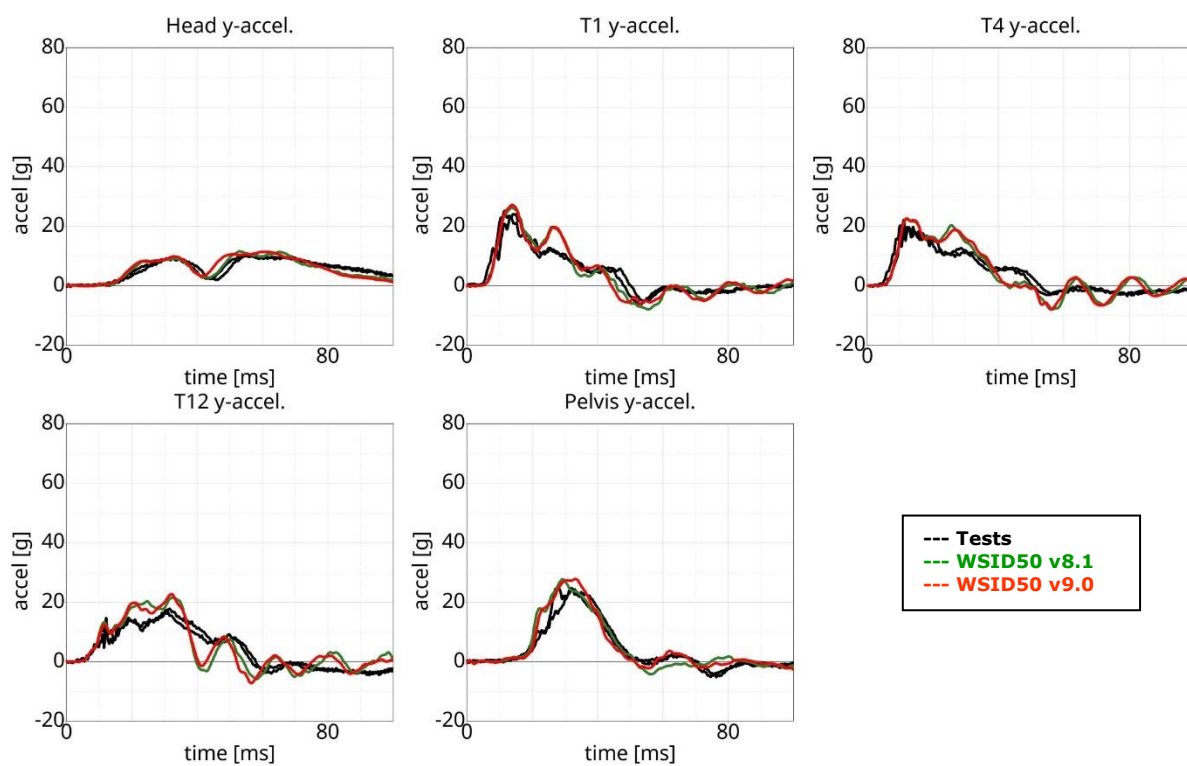 Head y-accel.
80
60
40
20
0
-20
accel [g]
0
80
time [ms]
T1 y-accel.
80
60
40
20
0
-20
accel [g]
0
80
time [ms]
T4 y-accel.
80
60
40
20
0
-20
accel [g]
0
80
time [ms]
T12 y-accel.
80
60
40
20
0
-20
accel [g]
0
80
time [ms]
Pelvis y-accel.
80
60
40
20
0
-20
accel [g]
0
80
time [ms]
--- Tests
--- WSID50 v8.1
--- WSID50 v9.0